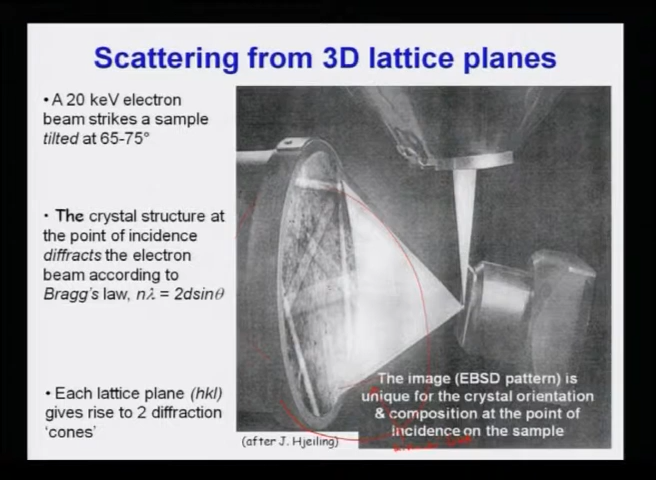 Scattering from 3D lattice planes
• A 20 keV electron
beam strikes a sample
tilted at 65-75°
• The crystal structure at
the point of incidence
diffracts the electron
beam according to
Bragg's law, nλ = 2dsinθ
• Each lattice plane (hkl)
gives rise to 2 diffraction
'cones'
The image (EBSD pattern) is
unique for the crystal orientation
& composition at the point of
incidence on the sample
(after J. Hjeiling)